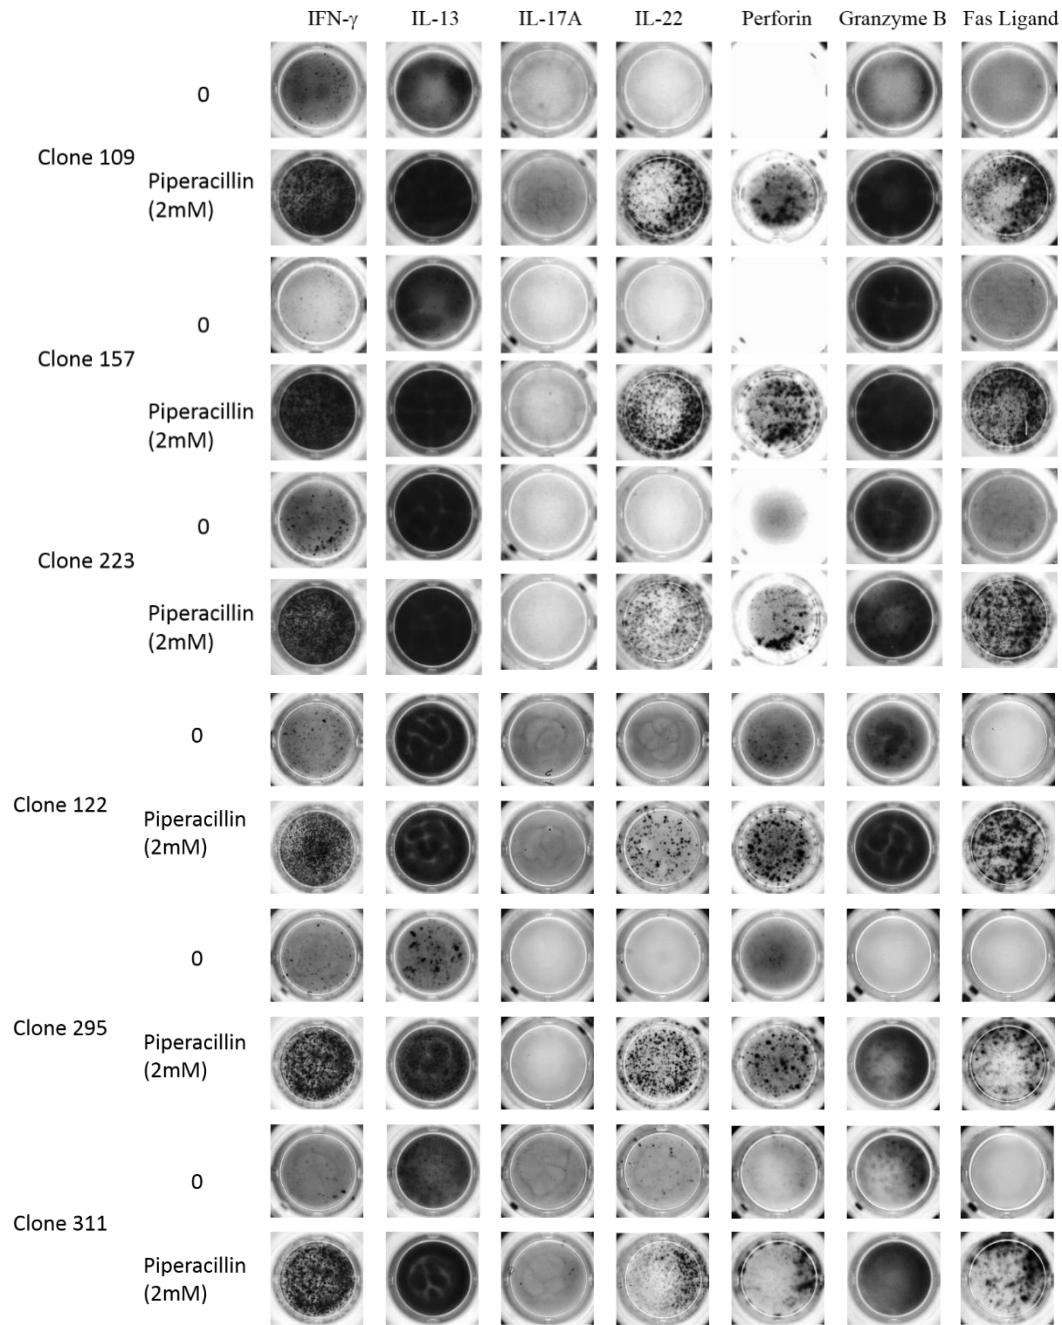 IFN-γ IL-13 IL-17A IL-22 Perforin Granzyme B Fas Ligand
0
Clone 109
Piperacillin
(2mM)
0
Clone 157
Piperacillin
(2mM)
0
Clone 223
Piperacillin
(2mM)
0
Clone 122
Piperacillin
(2mM)
0
Clone 295
Piperacillin
(2mM)
0
Clone 311
Piperacillin
(2mM)